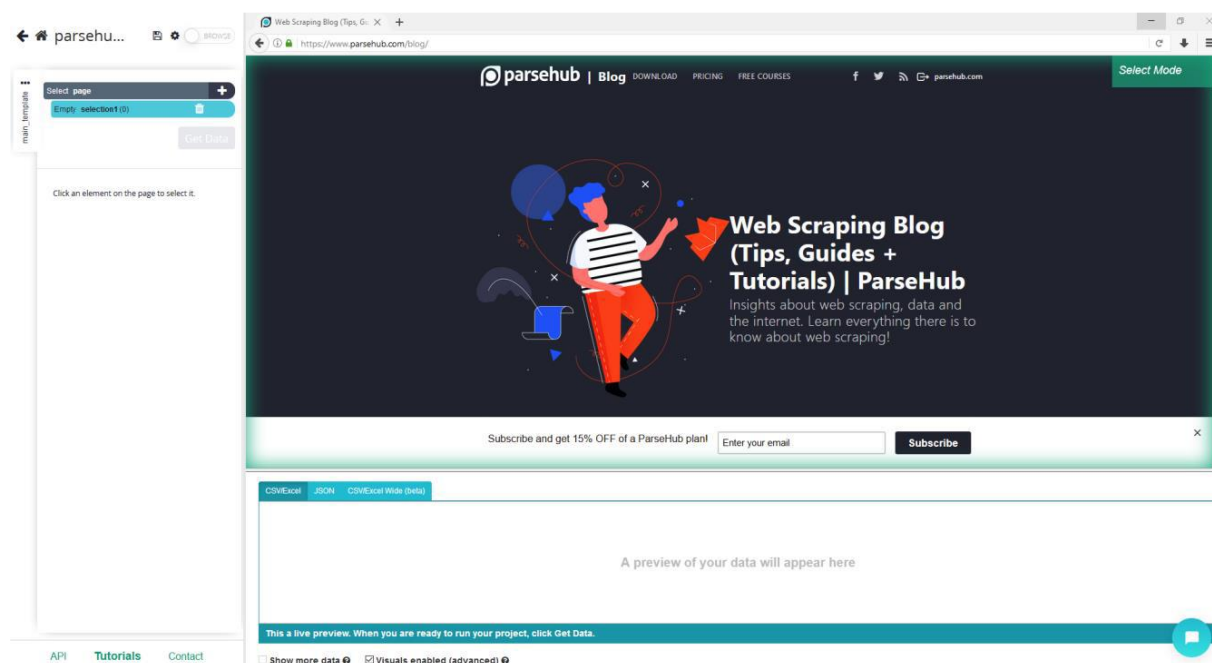 parsehu...
BROWSE
main_template
Select page
Empty selection1 (0)
Get Data
Click an element on the page to select it.
API Tutorials Contact
Web Scraping Blog (Tips, Gu
https://www.parsehub.com/blog/
parsehub | Blog DOWNLOAD PRICING FREE COURSES parsehub.com
Select Mode
Web Scraping Blog
(Tips, Guides +
Tutorials) | ParseHub
Insights about web scraping, data and
the internet. Learn everything there is to
know about web scraping!
Subscribe and get 15% OFF of a ParseHub plan! Enter your email Subscribe
CSV/Excel JSON CSV/Excel Wide (beta)
A preview of your data will appear here
This a live preview. When you are ready to run your project, click Get Data.
Show more data Visuals enabled (advanced)